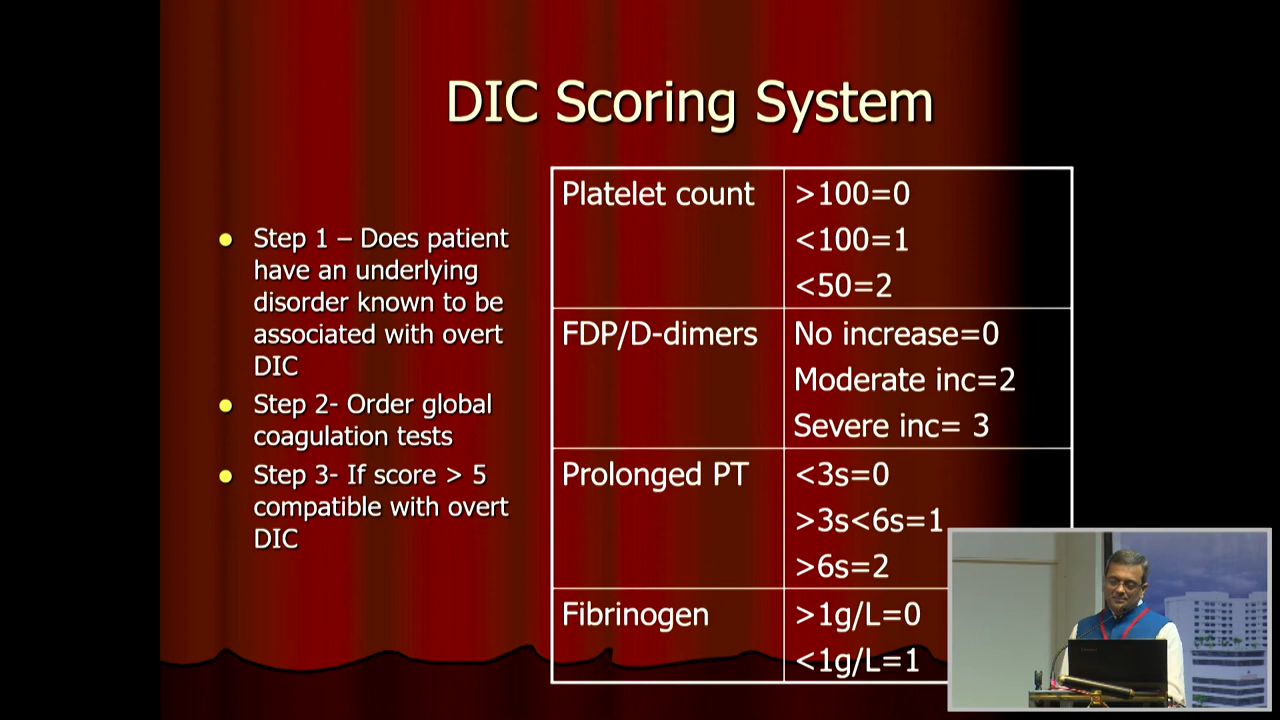 DIC Scoring System
Step 1 – Does patient
have an underlying
disorder known to be
associated with overt
DIC
Step 2- Order global
coagulation tests
Step 3- If score > 5
compatible with overt
DIC
Platelet count
>100=0
<100=1
<50=2
FDP/D-dimers
No increase=0
Moderate inc=2
Severe inc= 3
Prolonged PT
<3s=0
>3s<6s=1
>6s=2
Fibrinogen
>1g/L=0
<1g/L=1